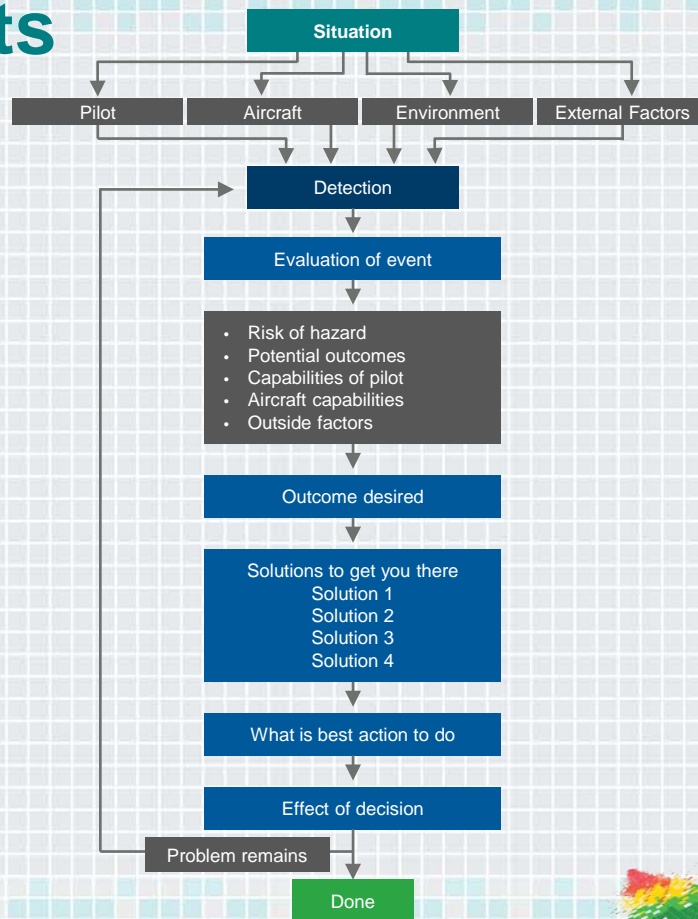 ts
Situation
Pilot
Aircraft
Environment
External Factors
Detection
Evaluation of event
• Risk of hazard
• Potential outcomes
• Capabilities of pilot
• Aircraft capabilities
• Outside factors
Outcome desired
Solutions to get you there
Solution 1
Solution 2
Solution 3
Solution 4
What is best action to do
Effect of decision
Problem remains
Done